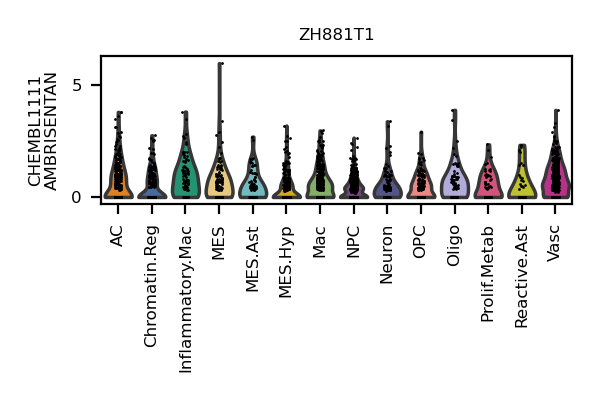 ZH881T1
CHEMBL1111
AMBRISENTAN
5
0
AC
Chromatin.Reg
Inflammatory.Mac
MES
MES.Ast
MES.Hyp
Mac
NPC
Neuron
OPC
Oligo
Prolif.Metab
Reactive.Ast
Vasc